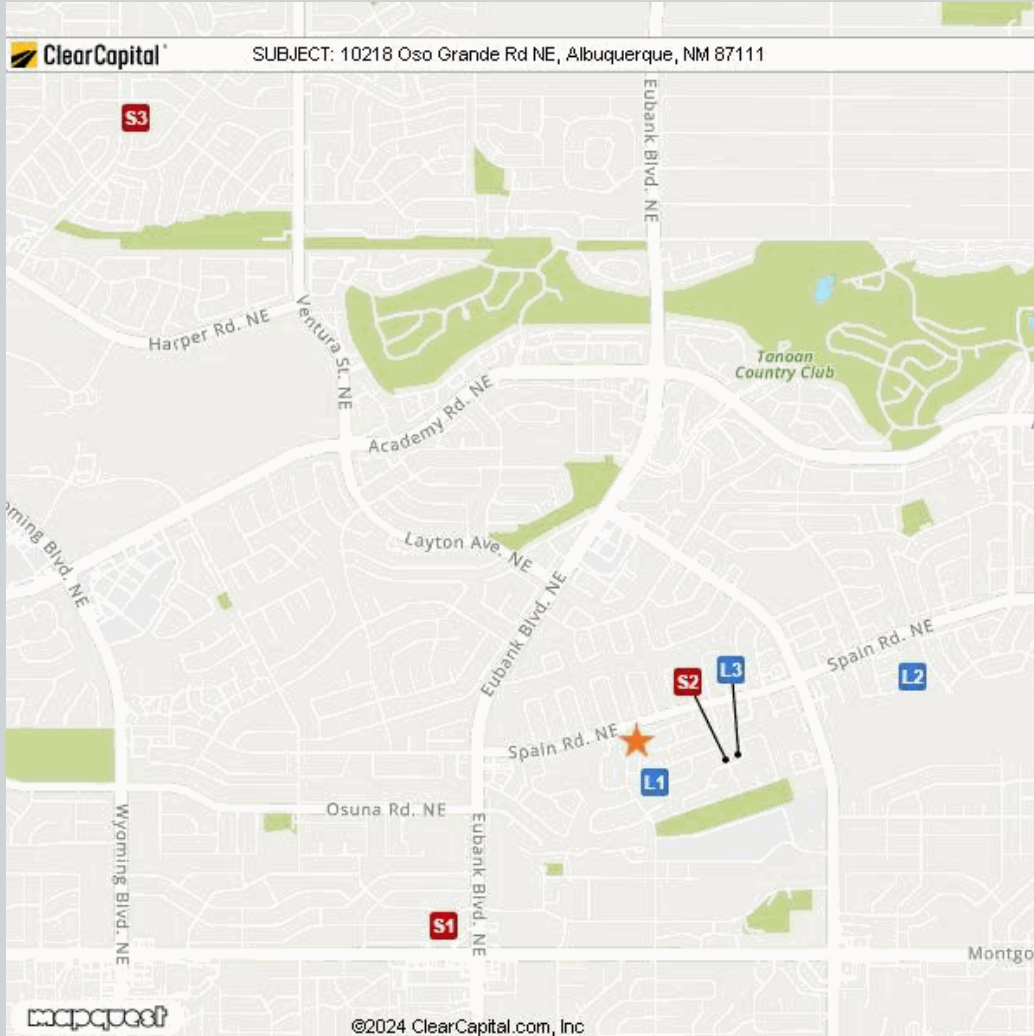 ClearCapital
SUBJECT: 10218 Oso Grande Rd NE, Albuquerque, NM 87111
S3
Eubank Blvd. NE
Harper Rd. NE
Ventura St. NE
Tanoan
Country Club
Academy Rd. NE
oming Blvd. NE
Layton Ave. NE
Eubank Blvd. NE
Spain Rd. NE
S2
L3
L2
Spain Rd. NE
L1
Osuna Rd. NE
Wyoming Blvd. NE
Eubank Blvd. NE
S1
Montgo
mapquest
©2024 ClearCapital.com, Inc